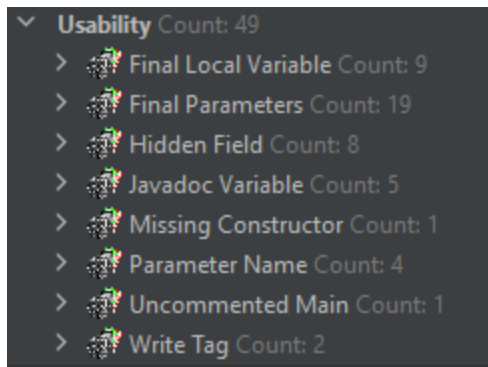 Usability Count: 49
Final Local Variable Count: 9
Final Parameters Count: 19
Hidden Field Count: 8
Javadoc Variable Count: 5
Missing Constructor Count: 1
Parameter Name Count: 4
Uncommented Main Count: 1
Write Tag Count: 2